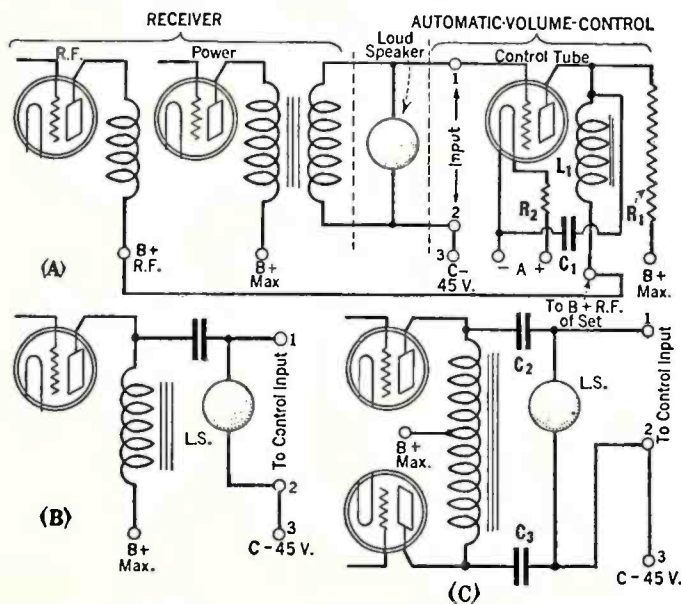 RECEIVER
AUTOMATIC-VOLUME-CONTROL
R.F.
Power
Loud
Speaker
Control Tube
1
Input
2
3
C-
45 V.
L1
R2
C1
R1
- A +
B+
R.F.
B+
Max.
B+
Max.
To B + R.F.
of Set
(A)
1
To Control Input
L.S.
2
3
C - 45 V.
B+
Max.
(B)
C2
1
To Control Input
L.S.
B+
Max.
2
C3
3
C - 45 V.
(C)